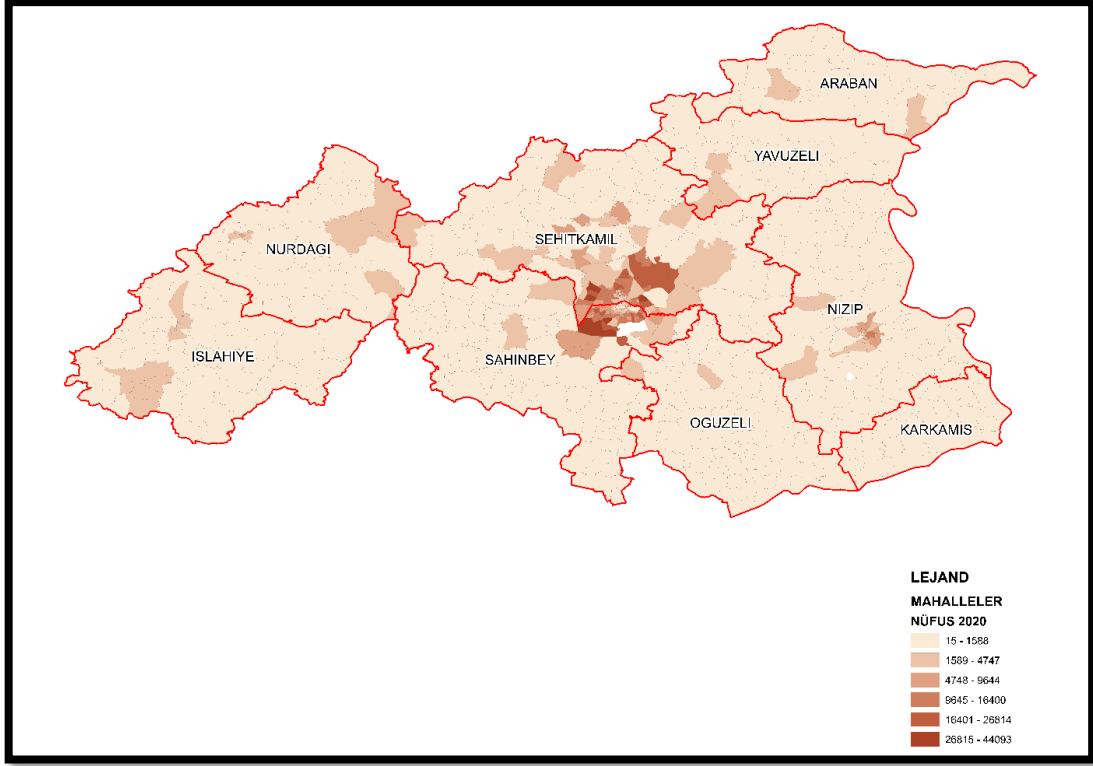 ARABAN
YAVUZELI
SEHITKAMIL
NURDAGI
NIZIP
ISLAHIYE
SAHINBEY
OGUZELI
KARKAMIS
LEJAND
MAHALLELER
NÜFUS 2020
15 - 1588
1589 - 4747
4748 - 9644
9645 - 16400
16401 - 26814
26815 - 44093